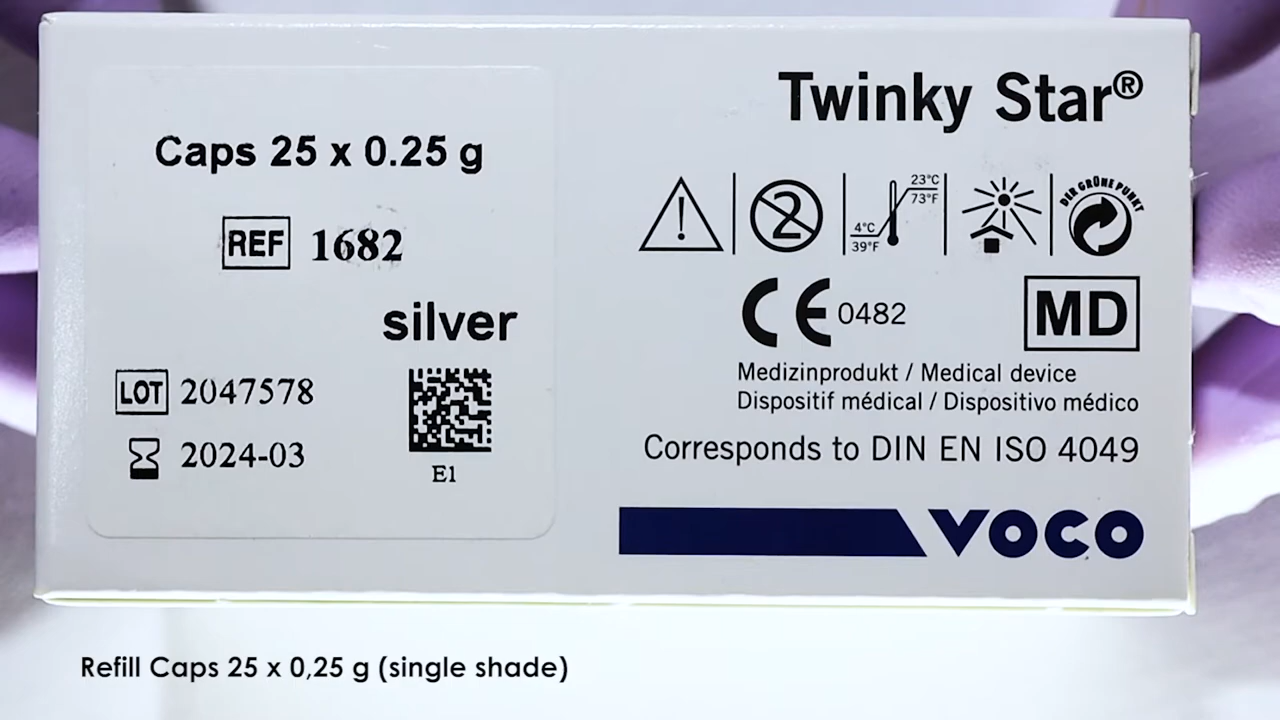 Caps 25 x 0.25 g
REF 1682
silver
LOT 2047578
2024-03
E1
Twinky Star®
2
4°C
39°F
23°C
73°F
DER GRÜNE PUNKT
CE 0482
MD
Medizinprodukt / Medical device
Dispositif médical / Dispositivo médico
Corresponds to DIN EN ISO 4049
VOCO
Refill Caps 25 x 0,25 g (single shade)